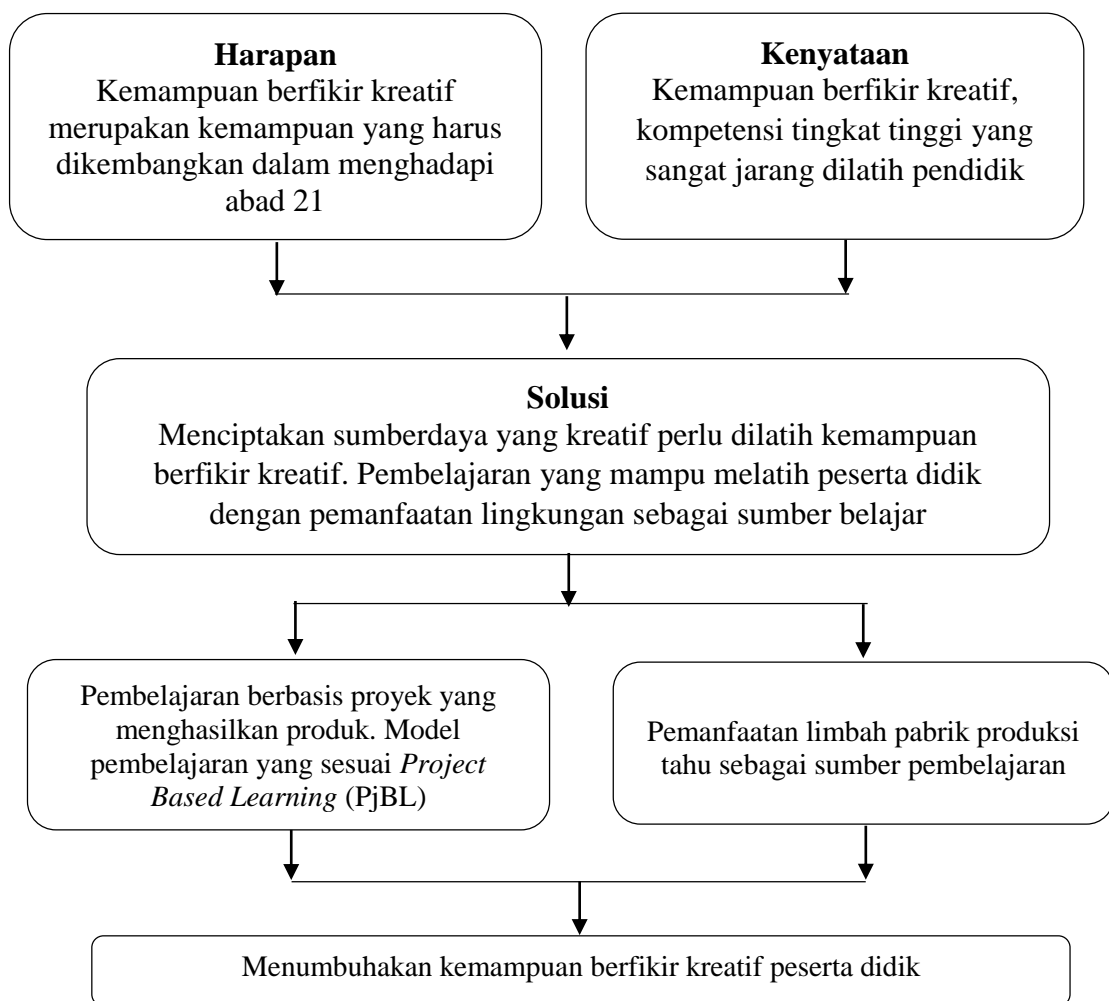 Harapan
Kemampuan berfikir kreatif
merupakan kemampuan yang harus
dikembangkan dalam menghadapi
abad 21
Kenyataan
Kemampuan berfikir kreatif,
kompetensi tingkat tinggi yang
sangat jarang dilatih pendidik
Solusi
Menciptakan sumberdaya yang kreatif perlu dilatih kemampuan
berfikir kreatif. Pembelajaran yang mampu melatih peserta didik
dengan pemanfaatan lingkungan sebagai sumber belajar
Pembelajaran berbasis proyek yang
menghasilkan produk. Model
pembelajaran yang sesuai Project
Based Learning (PjBL)
Pemanfaatan limbah pabrik produksi
tahu sebagai sumber pembelajaran
Menumbuhakan kemampuan berfikir kreatif peserta didik